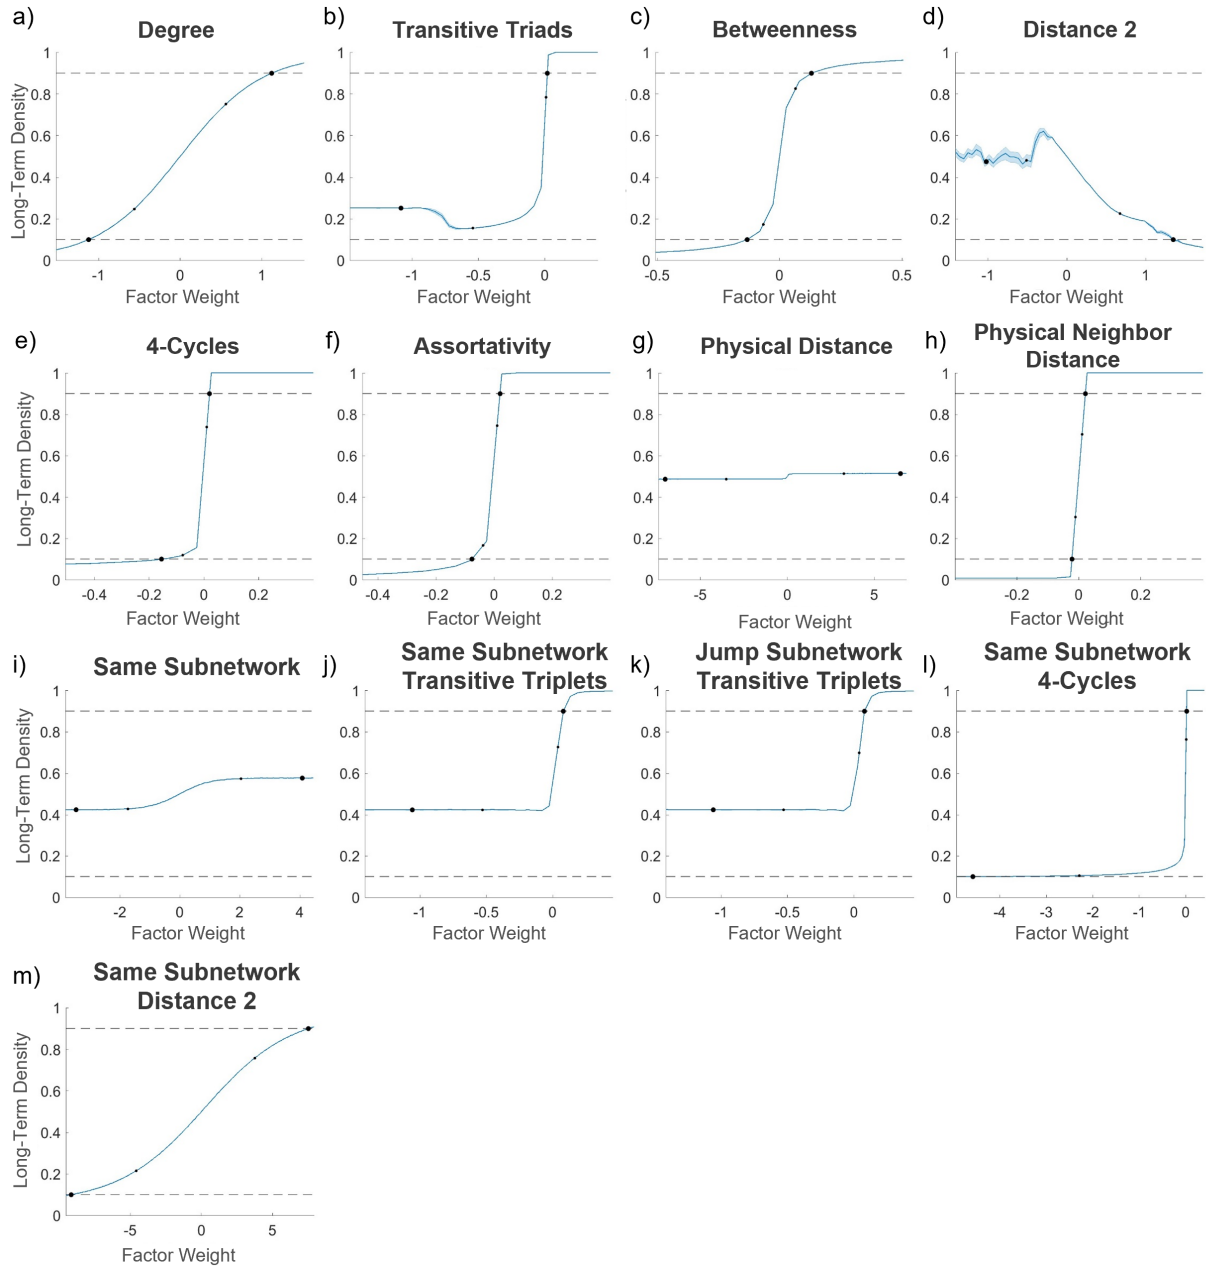 a) Degree
b) Transitive Triads
c) Betweenness
d) Distance 2
Long-Term Density
1
0.8
0.6
0.4
0.2
0
-1 0 1
Factor Weight
1
0.8
0.6
0.4
0.2
0
-1 -0.5 0
Factor Weight
1
0.8
0.6
0.4
0.2
0
-0.5 0 0.5
Factor Weight
1
0.8
0.6
0.4
0.2
0
-1 0 1
Factor Weight
e) 4-Cycles
f) Assortativity
g) Physical Distance
h) Physical Neighbor
Distance
Long-Term Density
1
0.8
0.6
0.4
0.2
0
-0.4 -0.2 0 0.2
Factor Weight
1
0.8
0.6
0.4
0.2
0
-0.4 -0.2 0 0.2
Factor Weight
1
0.8
0.6
0.4
0.2
0
-5 0 5
Factor Weight
1
0.8
0.6
0.4
0.2
0
-0.2 0 0.2
Factor Weight
i) Same Subnetwork
j) Same Subnetwork
Transitive Triplets
k) Jump Subnetwork
Transitive Triplets
l) Same Subnetwork
4-Cycles
Long-Term Density
1
0.8
0.6
0.4
0.2
0
-2 0 2 4
Factor Weight
1
0.8
0.6
0.4
0.2
0
-1 -0.5 0
Factor Weight
1
0.8
0.6
0.4
0.2
0
-1 -0.5 0
Factor Weight
1
0.8
0.6
0.4
0.2
0
-4 -3 -2 -1 0
Factor Weight
m) Same Subnetwork
Distance 2
Long-Term Density
1
0.8
0.6
0.4
0.2
0
-5 0 5
Factor Weight